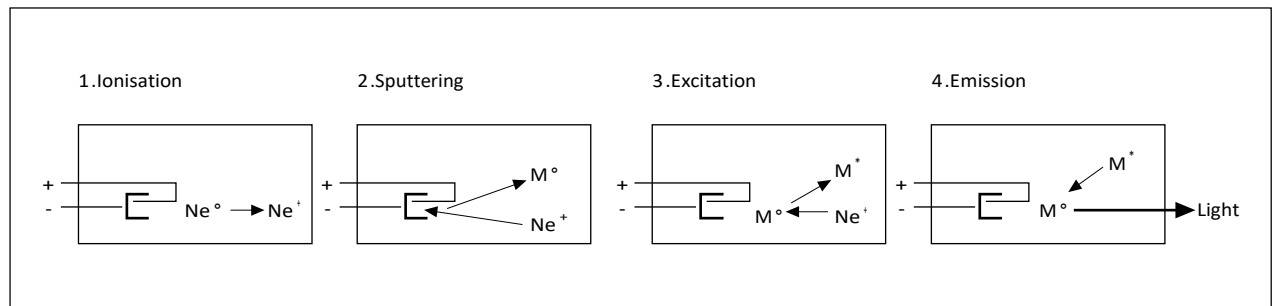 1.Ionisation
2.Sputtering
3.Excitation
4.Emission
+
-
Ne° Ne⁺
+
-
M°
Ne⁺
+
-
M*
M° Ne⁺
+
-
M*
M° Light